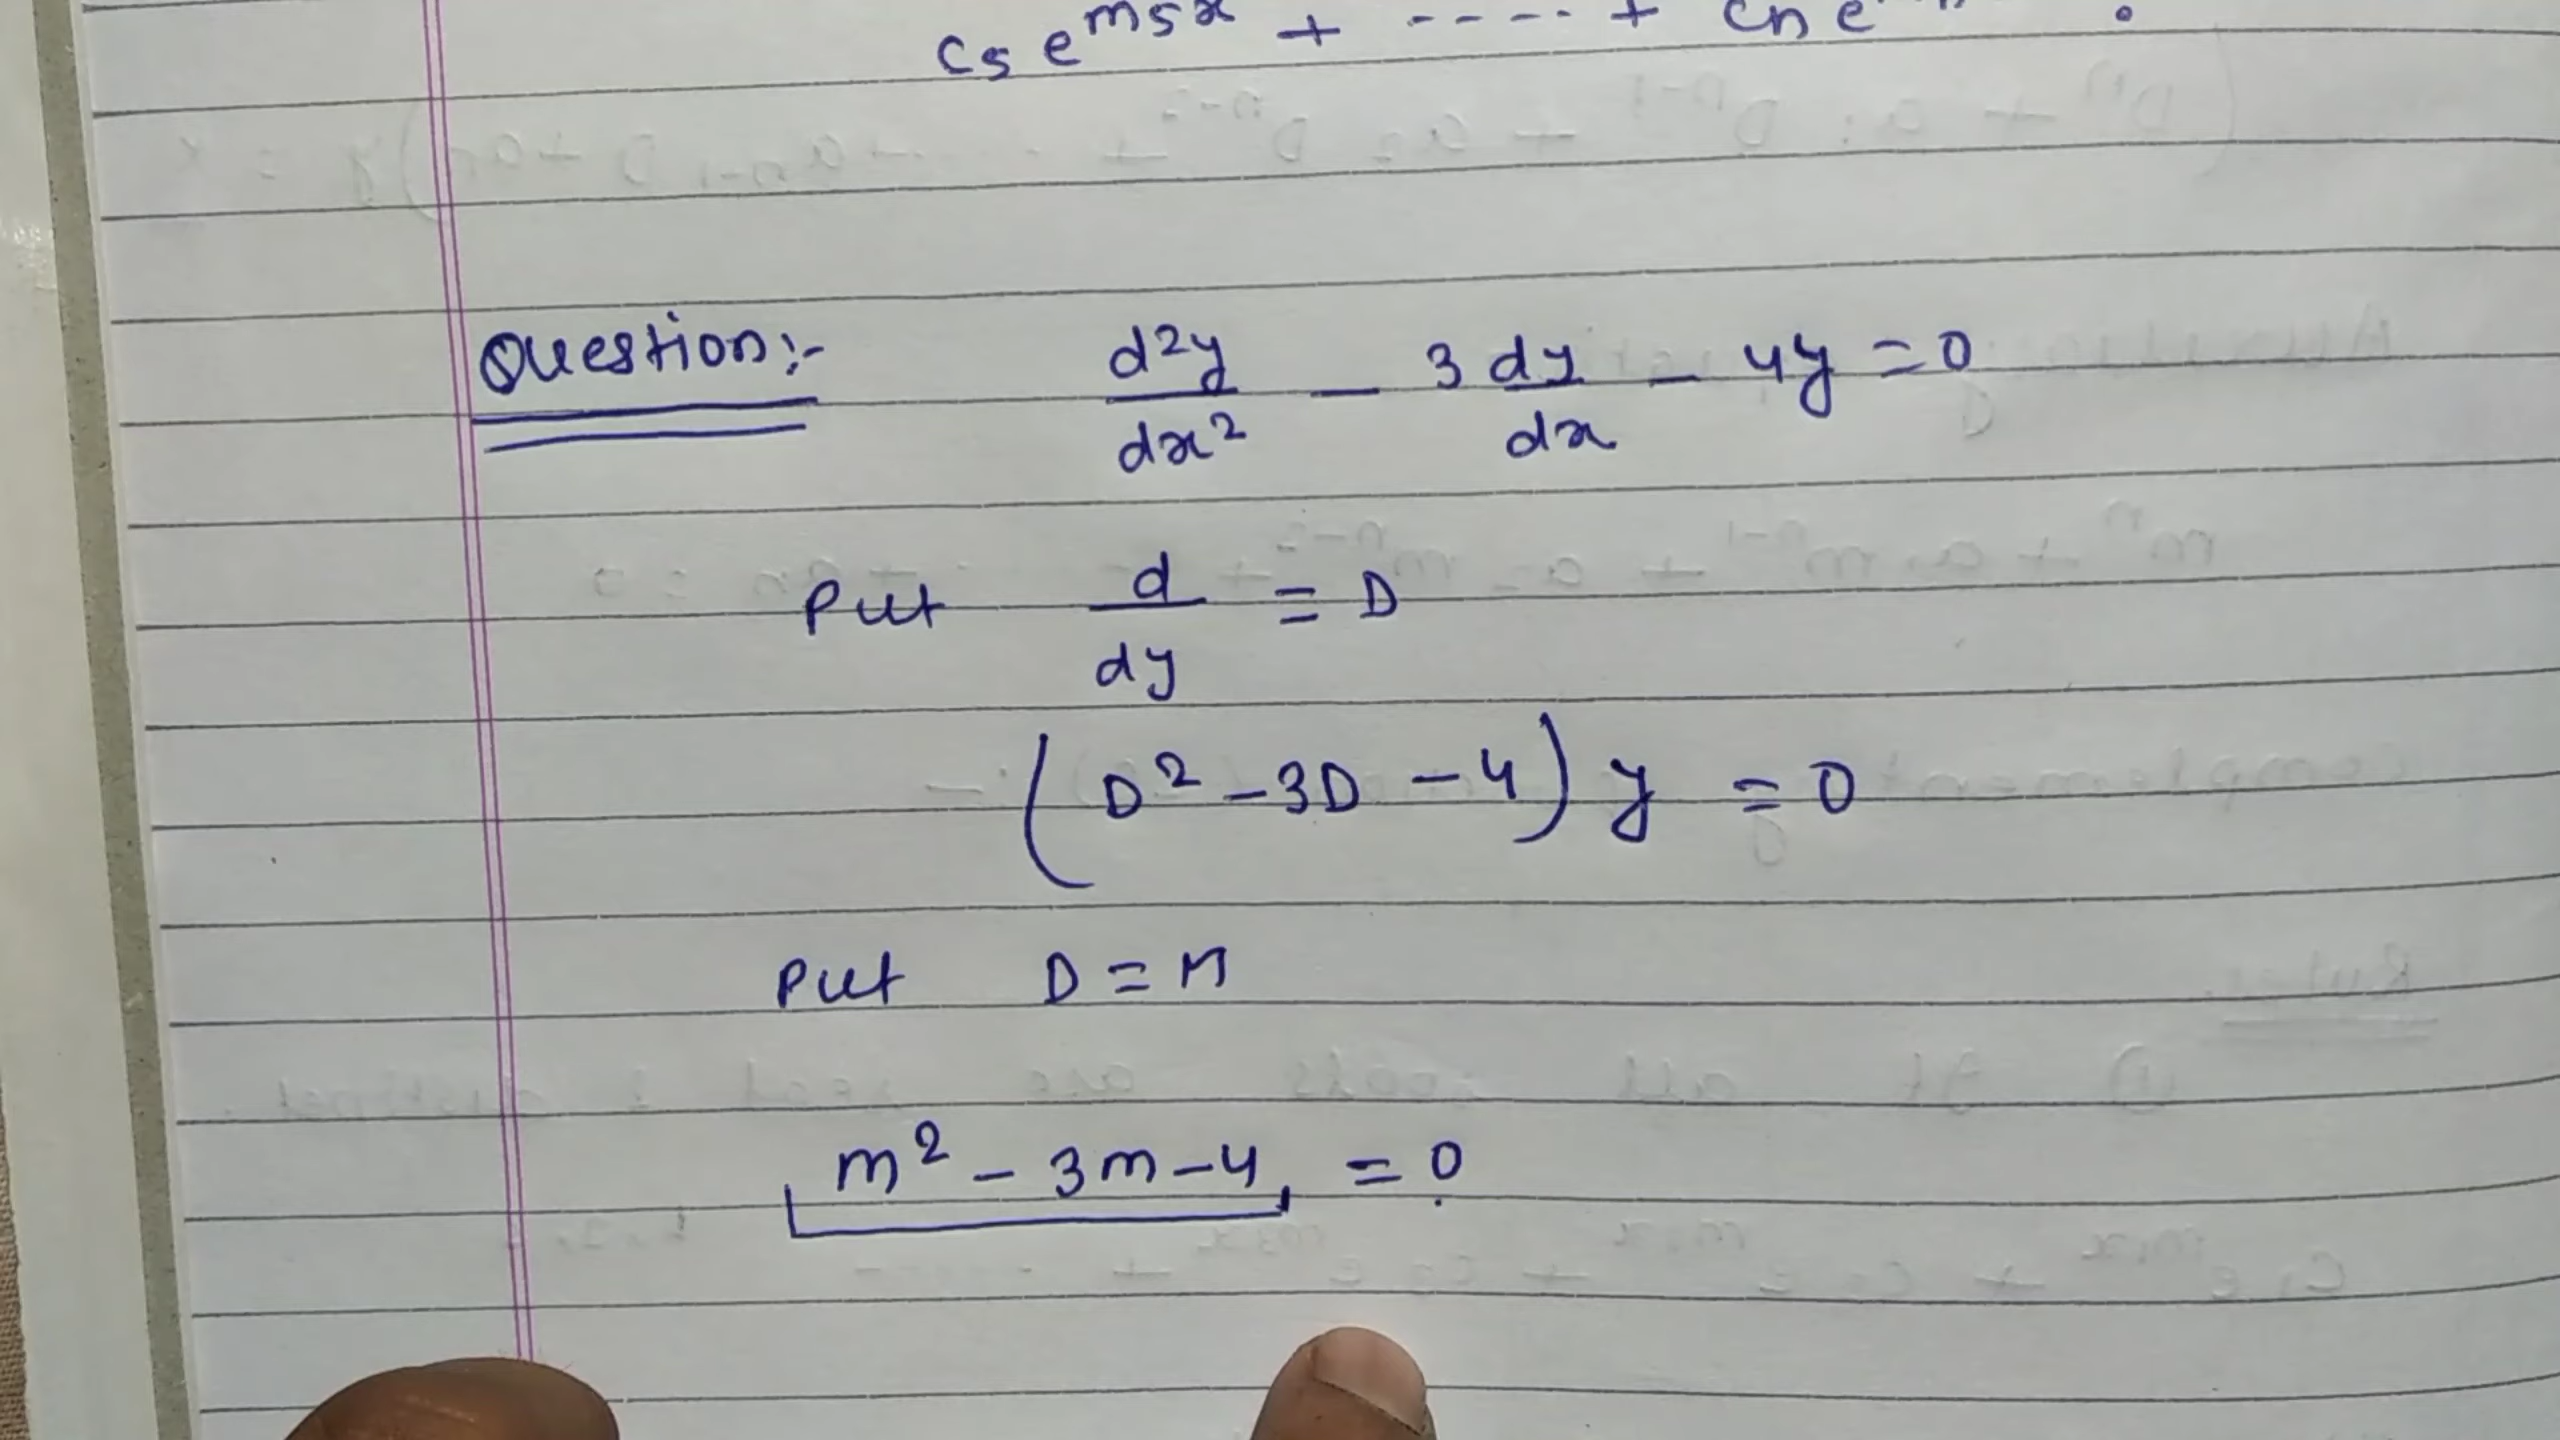 C5 e^m5x + ---- + Cn e
Question:- d²y/dx² - 3 dy/dx - 4y = 0
Put d/dy = D
(D² - 3D - 4) y = 0
Put D = M
m² - 3m - 4 = 0